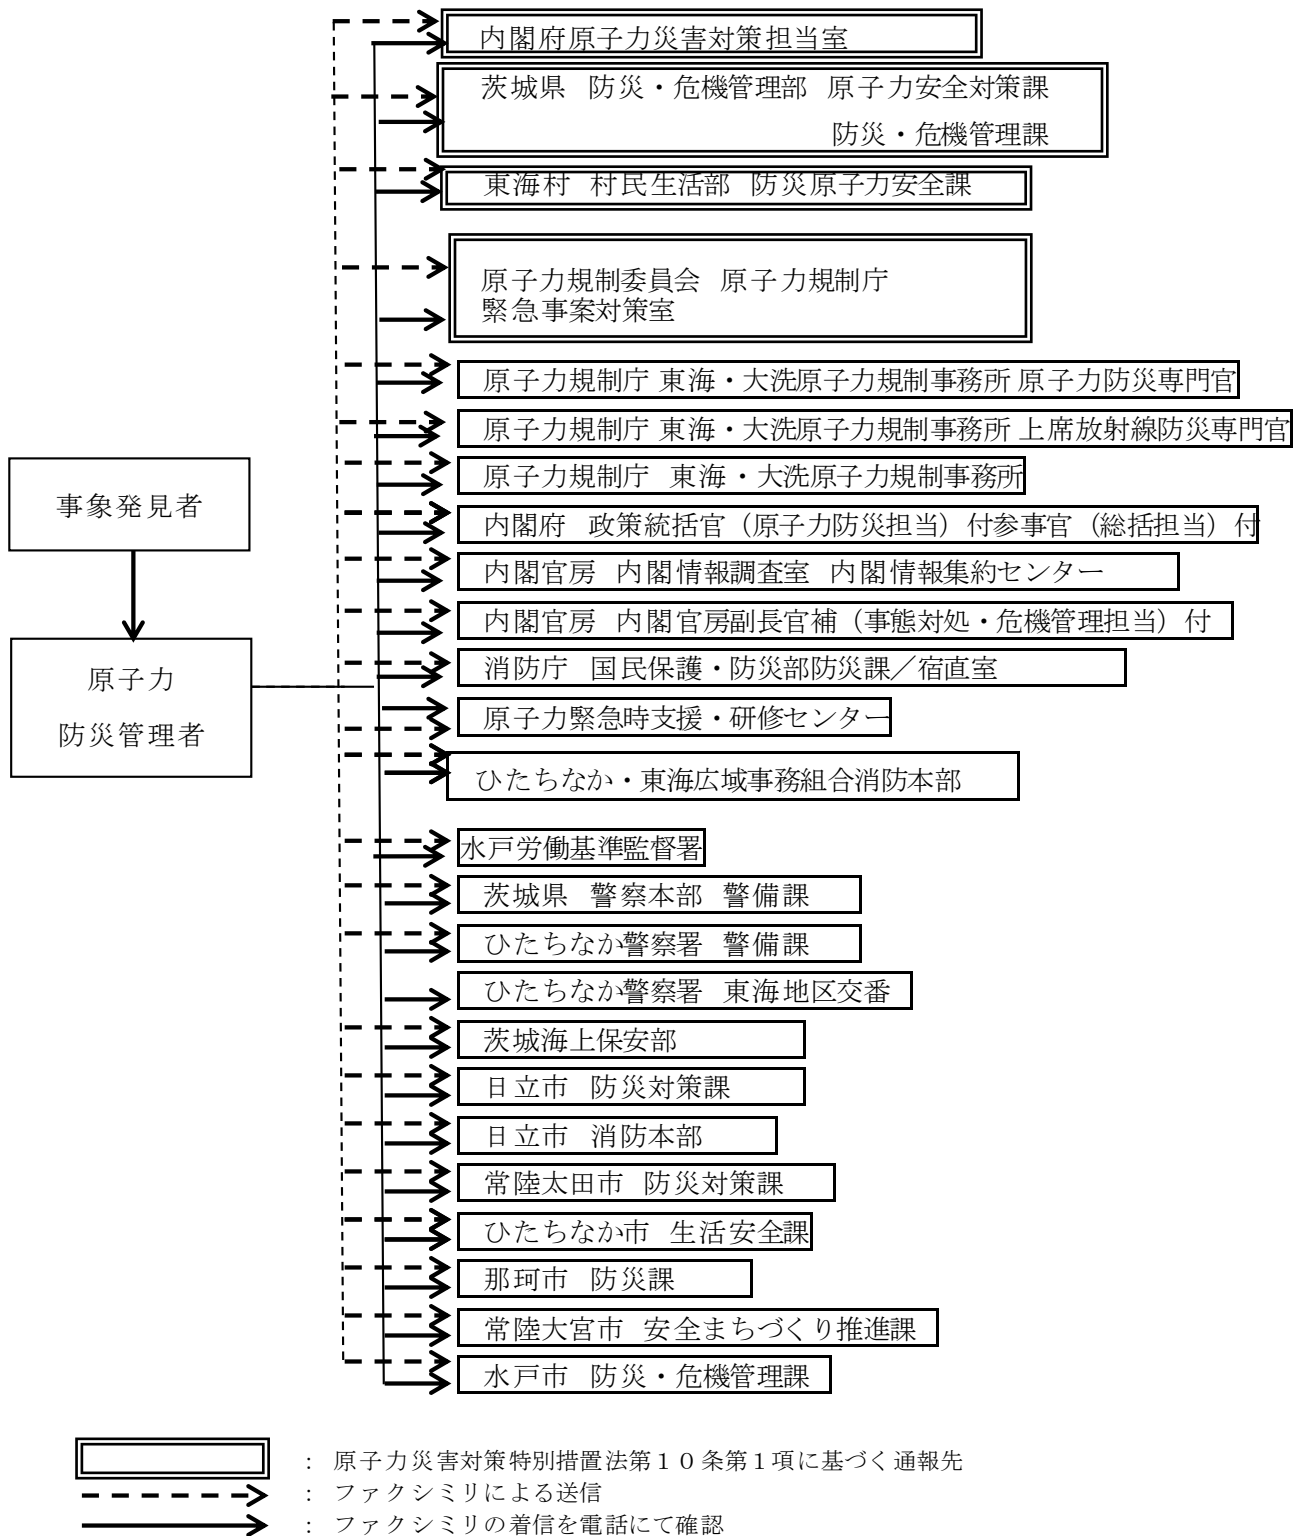 内閣府原子力災害対策担当室
茨城県 防災・危機管理部 原子力安全対策課
防災・危機管理課
東海村 村民生活部 防災原子力安全課
原子力規制委員会 原子力規制庁
緊急事案対策室
原子力規制庁 東海・大洗原子力規制事務所 原子力防災専門官
原子力規制庁 東海・大洗原子力規制事務所 上席放射線防災専門官
原子力規制庁 東海・大洗原子力規制事務所
事象発見者
内閣府 政策統括官（原子力防災担当）付参事官（総括担当）付
内閣官房 内閣情報調査室 内閣情報集約センター
内閣官房 内閣官房副長官補（事態対処・危機管理担当）付
消防庁 国民保護・防災部防災課／宿直室
原子力
防災管理者
原子力緊急時支援・研修センター
ひたちなか・東海広域事務組合消防本部
水戸労働基準監督署
茨城県 警察本部 警備課
ひたちなか警察署 警備課
ひたちなか警察署 東海地区交番
茨城海上保安部
日立市 防災対策課
日立市 消防本部
常陸太田市 防災対策課
ひたちなか市 生活安全課
那珂市 防災課
常陸大宮市 安全まちづくり推進課
水戸市 防災・危機管理課
： 原子力災害対策特別措置法第１０条第１項に基づく通報先
： ファクシミリによる送信
： ファクシミリの着信を電話にて確認